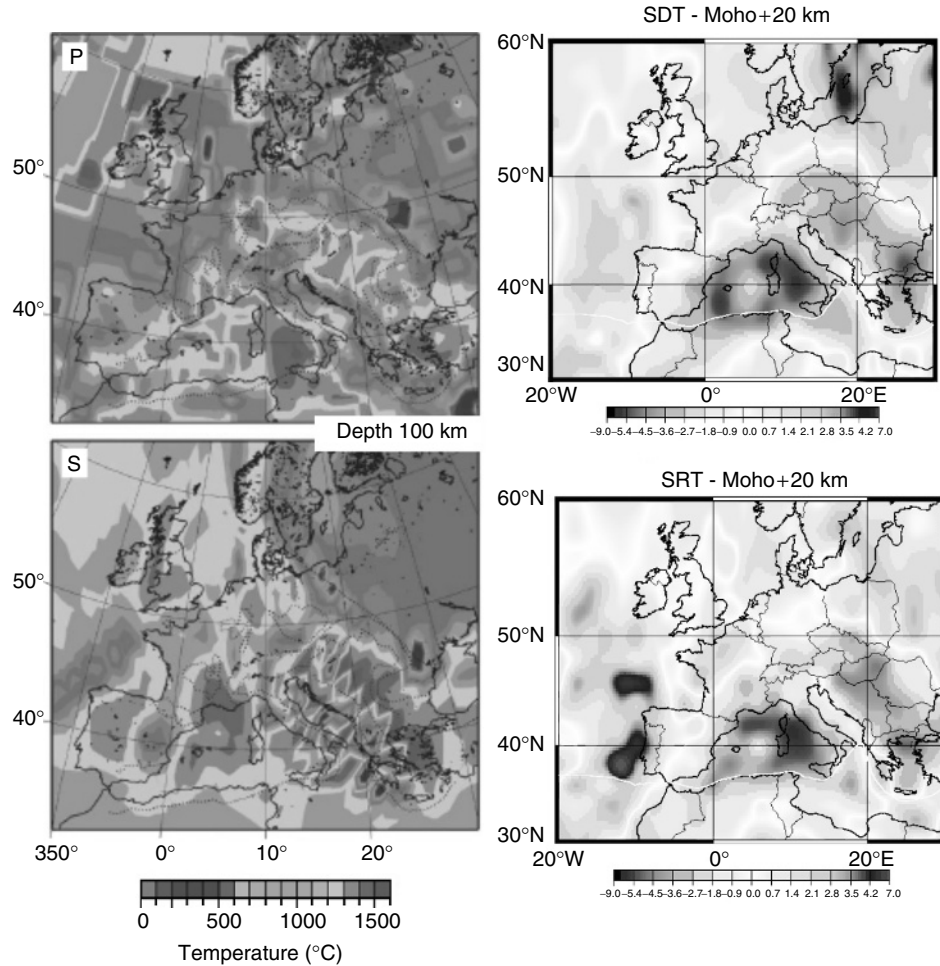 P
50°
40°
Depth 100 km
S
50°
40°
350° 0° 10° 20°
0 500 1000 1500
Temperature (°C)
SDT - Moho+20 km
60°N
50°N
40°N
30°N
20°W 0° 20°E
-9.0 -5.4 -4.5 -3.6 -2.7 -1.8 -0.9 0.0 0.7 1.4 2.1 2.8 3.5 4.2 7.0
SRT - Moho+20 km
60°N
50°N
40°N
30°N
20°W 0° 20°E
-9.0 -5.4 -4.5 -3.6 -2.7 -1.8 -0.9 0.0 0.7 1.4 2.1 2.8 3.5 4.2 7.0